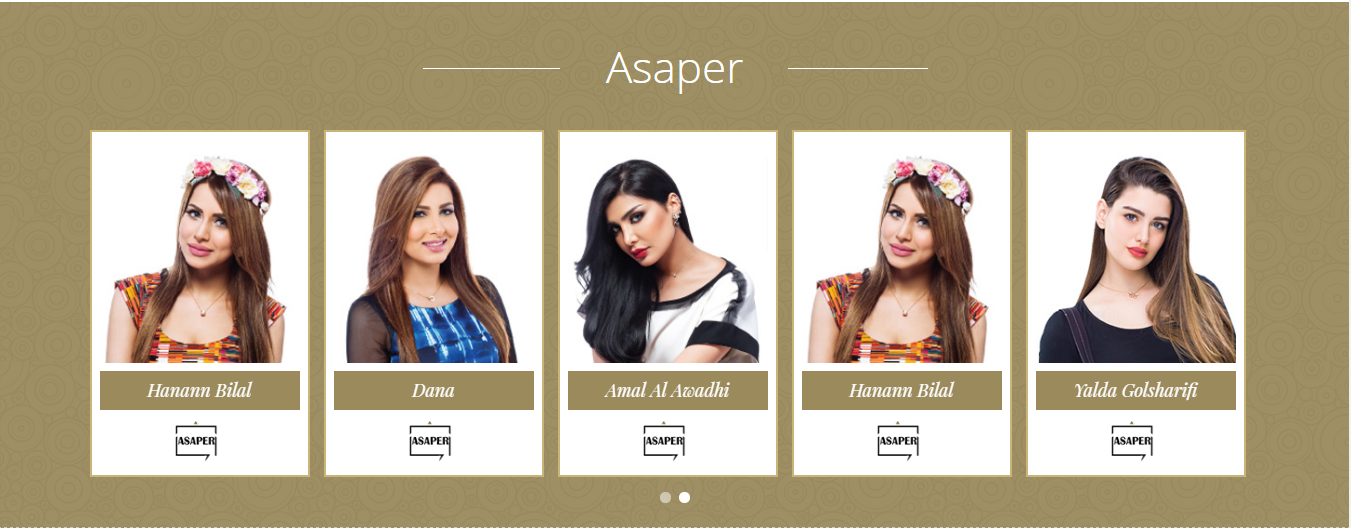 Asaper
Hanann Bilal
Dana
Amal Al Awadhi
Hanann Bilal
Yalda Golsharifi
ASAPER
ASAPER
ASAPER
ASAPER
ASAPER